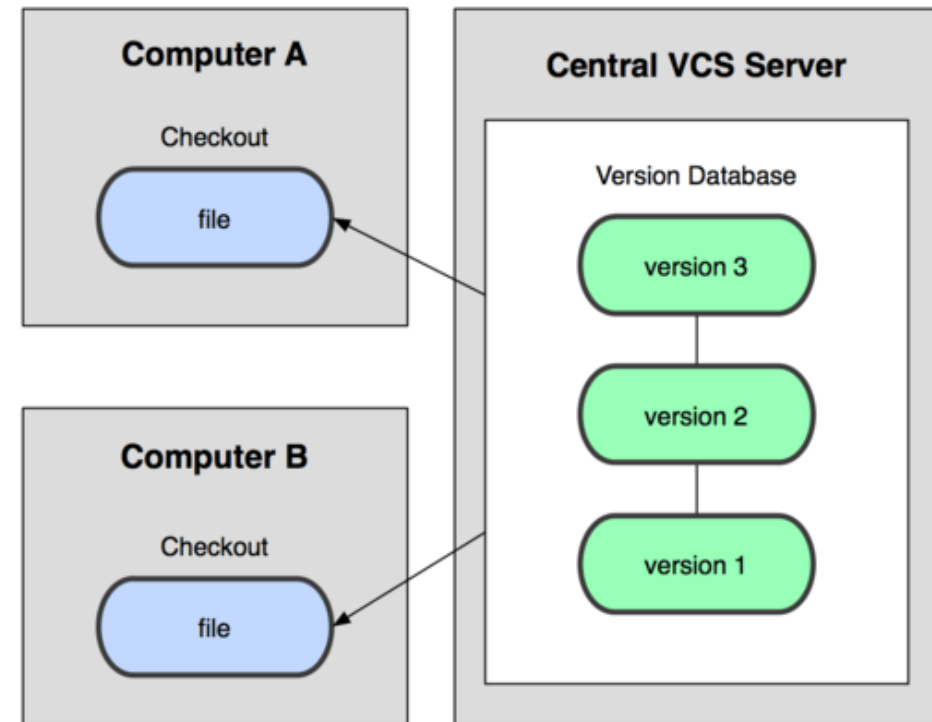 Computer A
Checkout
file
Computer B
Checkout
file
Central VCS Server
Version Database
version 3
version 2
version 1